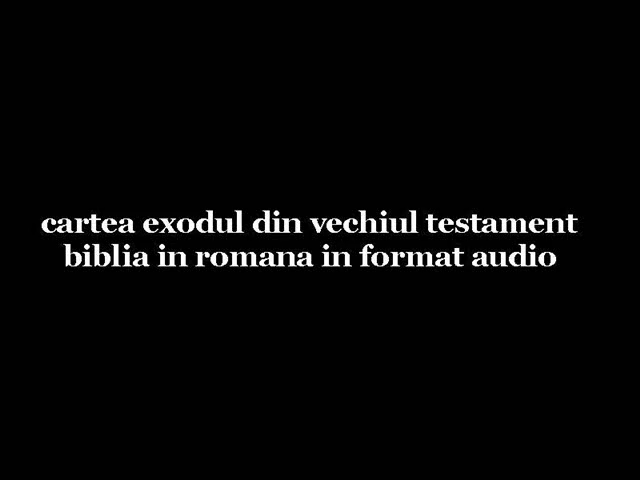 cartea exodul din vechiul testament
biblia in romana in format audio